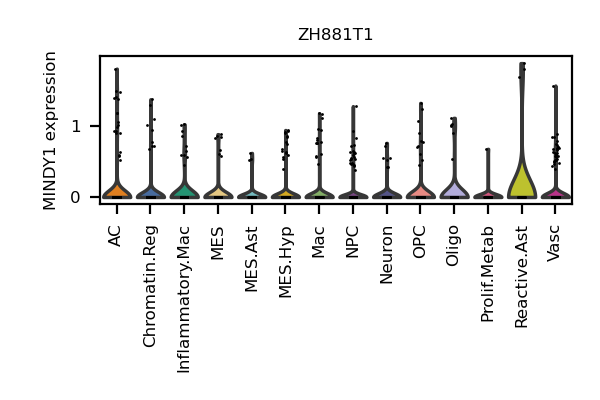 ZH881T1
MINDY1 expression
1
0
AC
Chromatin.Reg
Inflammatory.Mac
MES
MES.Ast
MES.Hyp
Mac
NPC
Neuron
OPC
Oligo
Prolif.Metab
Reactive.Ast
Vasc